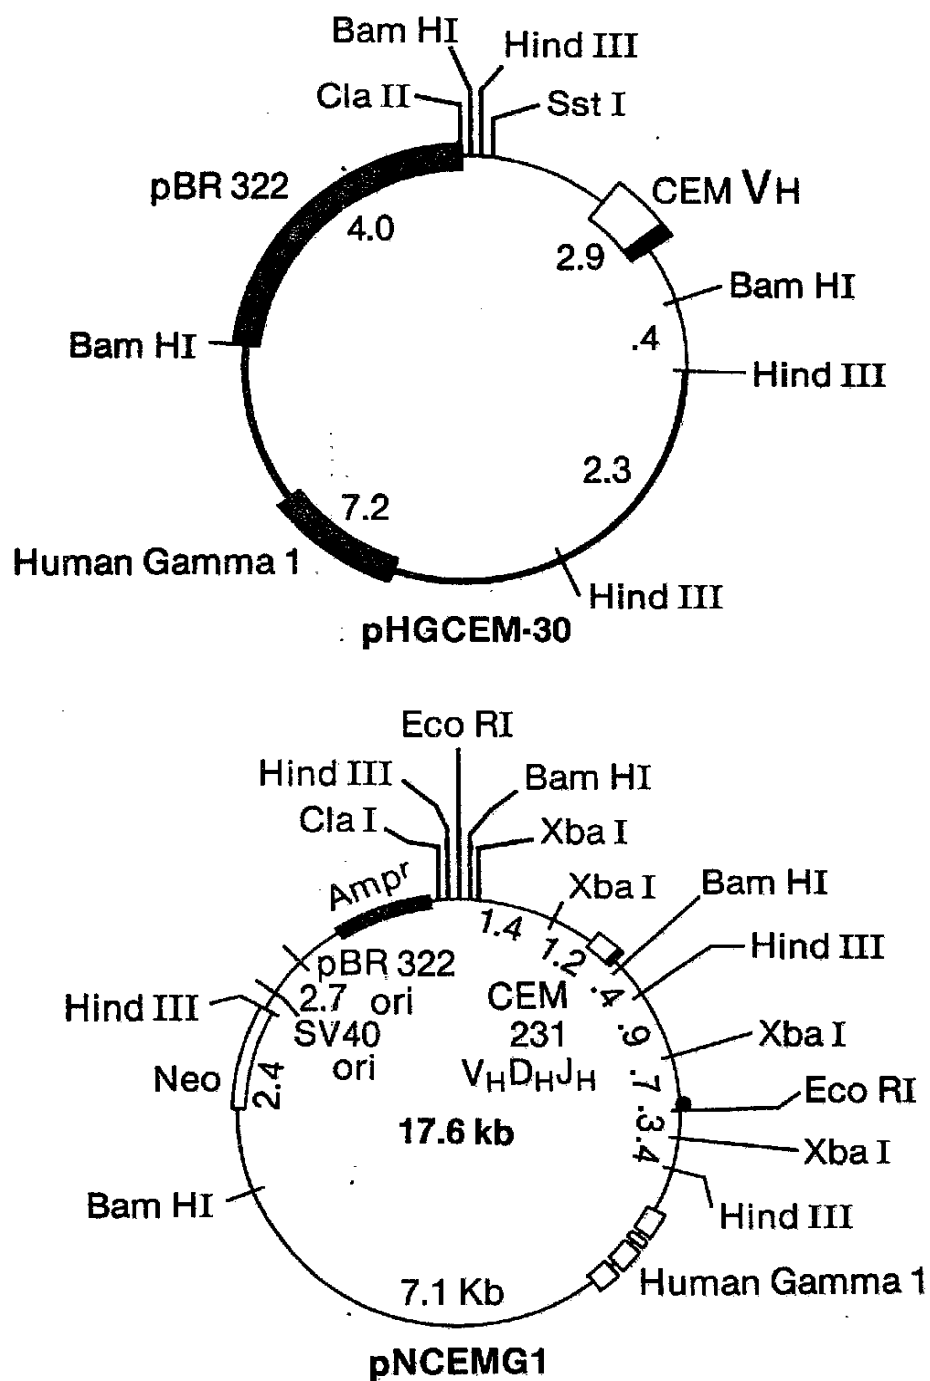 Bam HI
Hind III
Cla II
Sst I
pBR 322
CEM VH
4.0
2.9
Bam HI
Bam HI
.4
Hind III
2.3
7.2
Human Gamma 1
Hind III
pHGCEM-30
Eco RI
Hind III
Bam HI
Cla I
Xba I
Ampr
Xba I
Bam HI
1.4
1.2
Hind III
pBR 322
ori
CEM
231
VHDHJH
.4
.9
Hind III
2.7
SV40
ori
Xba I
Neo
2.4
.7
Eco RI
.3
17.6 kb
.4
Xba I
Bam HI
Hind III
7.1 Kb
Human Gamma 1
pNCEMG1